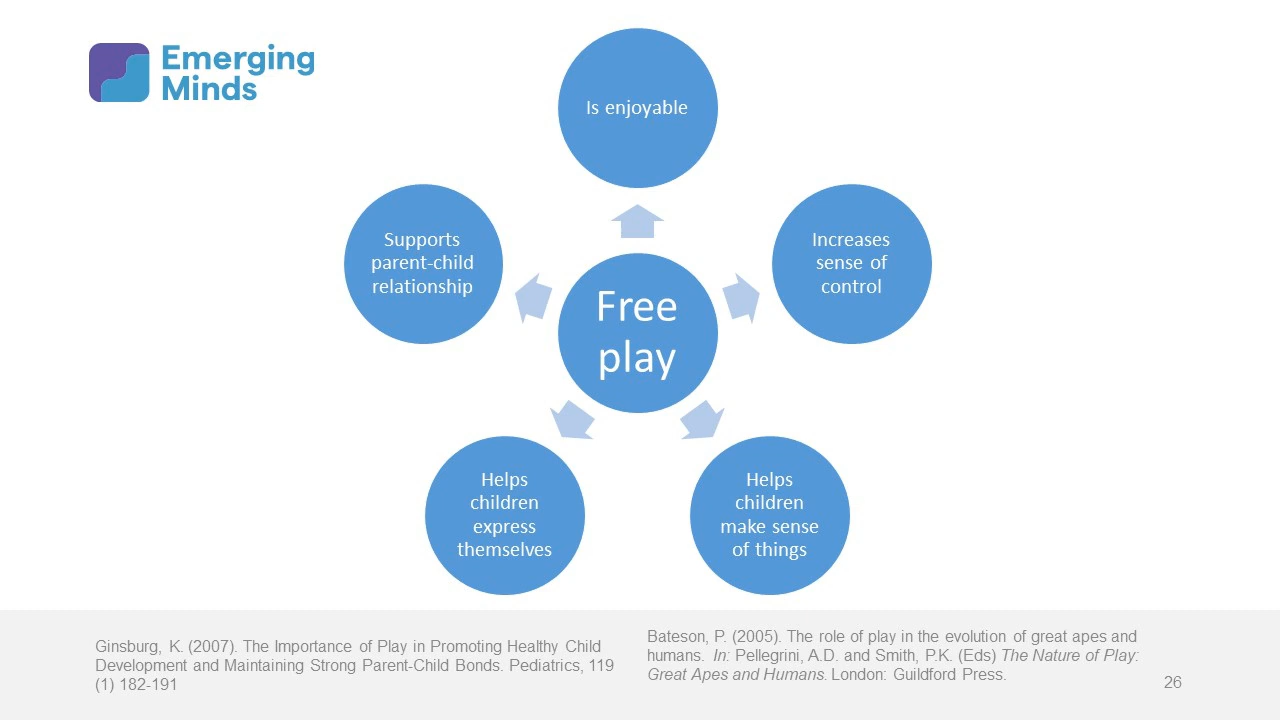 Emerging
Minds
Is enjoyable
Supports
parent-child
relationship
Increases
sense of
control
Free
play
Helps
children
express
themselves
Helps
children
make sense
of things
Ginsburg, K. (2007). The Importance of Play in Promoting Healthy Child
Development and Maintaining Strong Parent-Child Bonds. Pediatrics, 119
(1) 182-191
Bateson, P. (2005). The role of play in the evolution of great apes and
humans. In: Pellegrini, A.D. and Smith, P.K. (Eds) The Nature of Play:
Great Apes and Humans. London: Guildford Press.
26